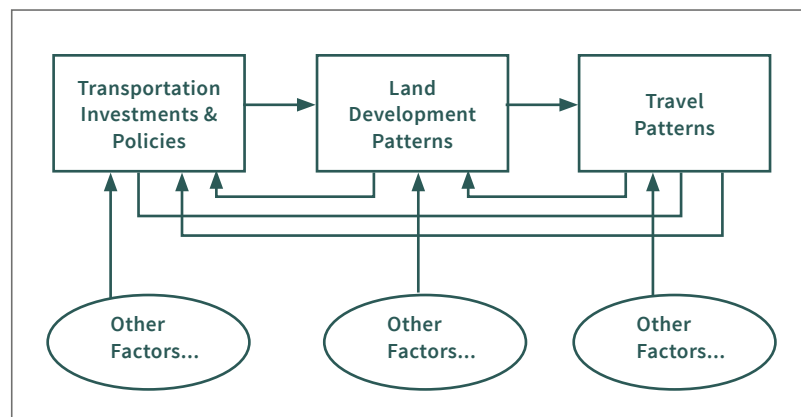 Transportation
Investments &
Policies
Land
Development
Patterns
Travel
Patterns
Other
Factors...
Other
Factors...
Other
Factors...